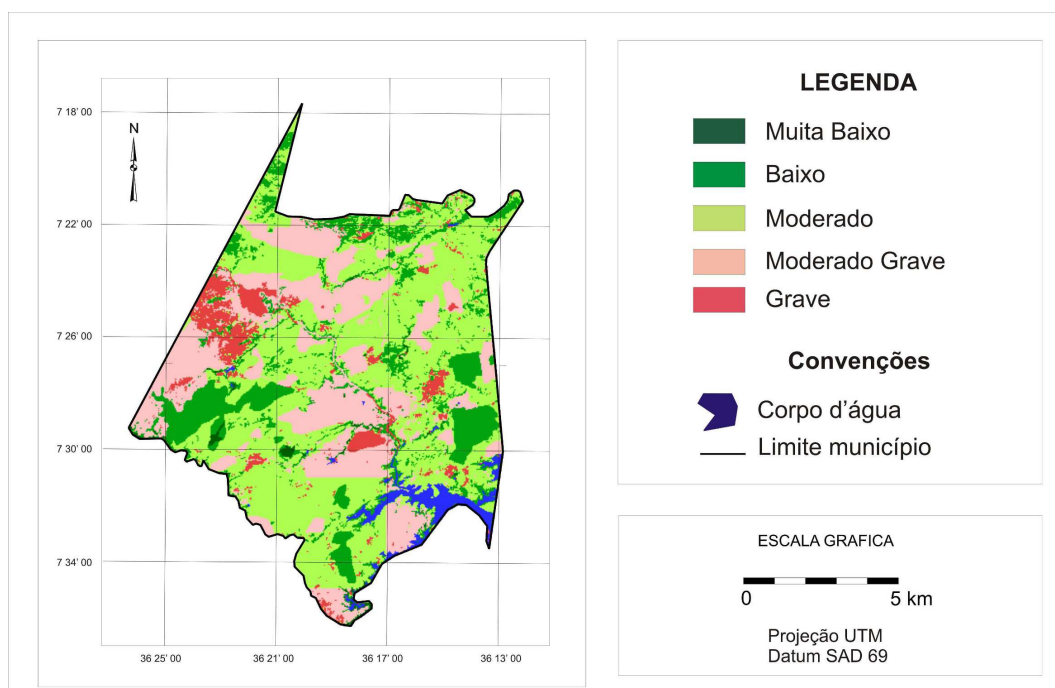 7 18' 00
N
7 22' 00
7 26' 00
7 30' 00
7 34' 00
36 25' 00
36 21' 00
36 17' 00
36 13' 00
LEGENDA
Muita Baixo
Baixo
Moderado
Moderado Grave
Grave
Convenções
Corpo d'água
Limite município
ESCALA GRAFICA
0
5 km
Projeção UTM
Datum SAD 69